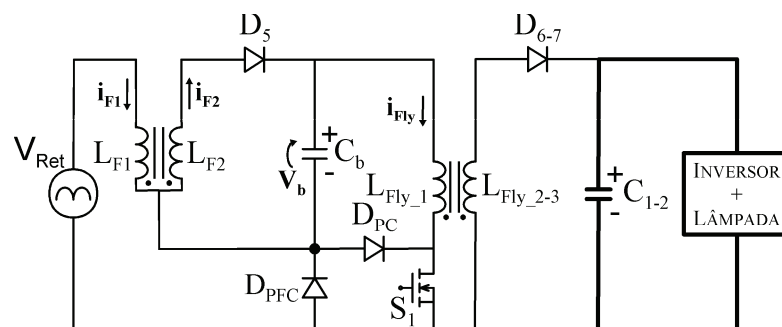 D5
D6-7
iF1
iF2
iFly
VRet
LF1
LF2
+
Cb
-
Vb
LFly_1
LFly_2-3
+
C1-2
-
INVERSOR
+
LÂMPADA
DPC
DPFC
S1